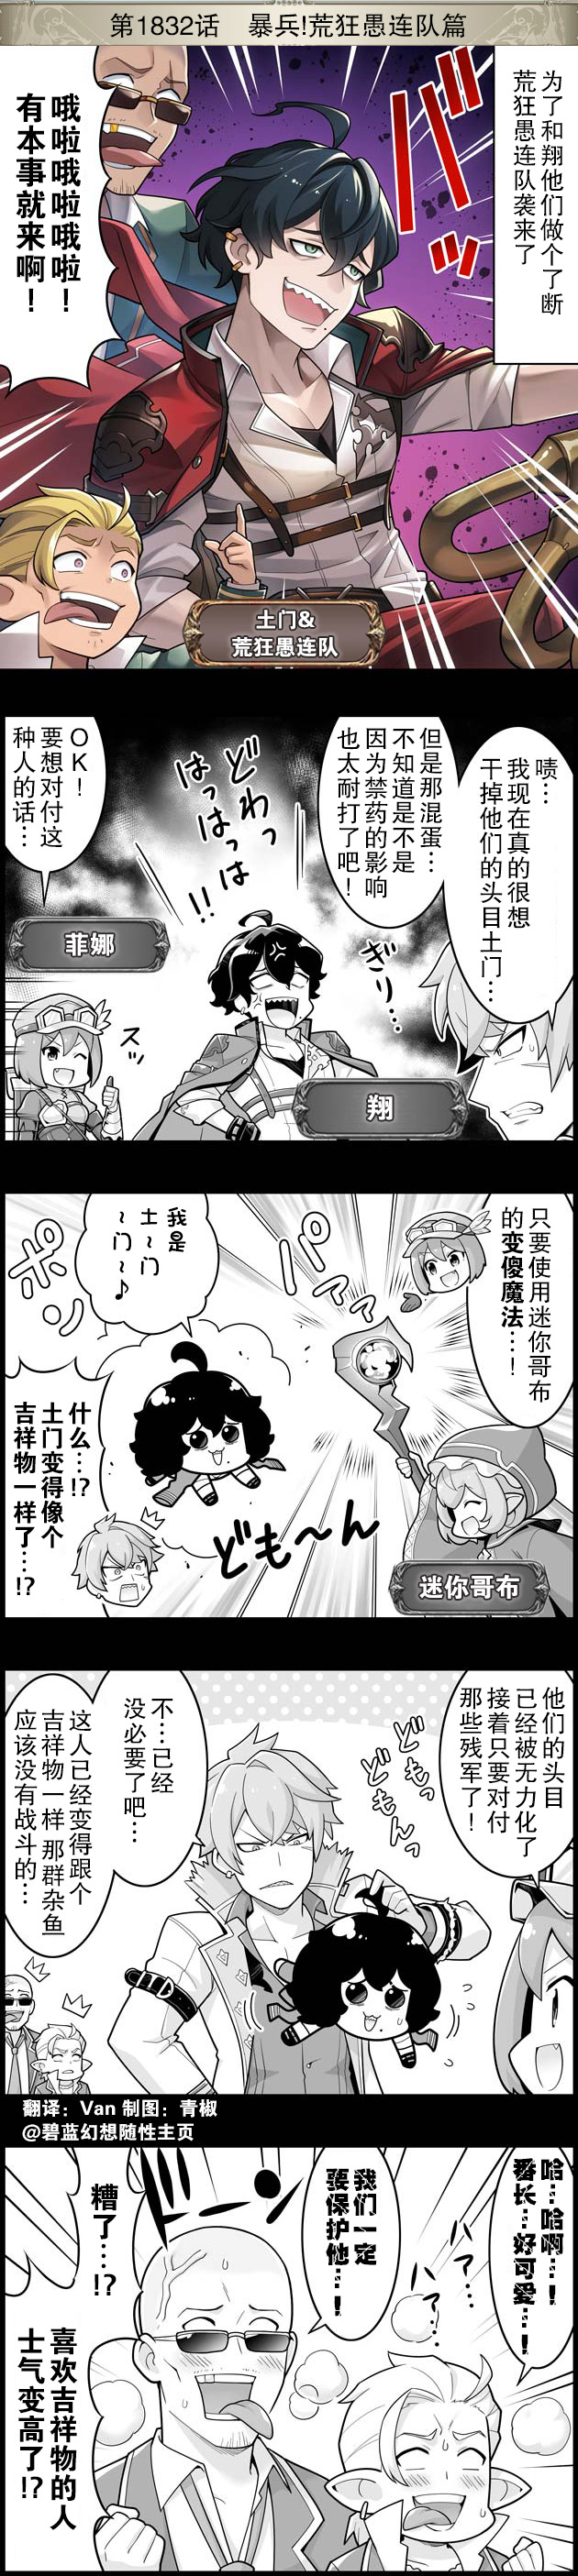 第1832话　暴兵!荒狂愚连队篇
为了和翔他们做个了断
荒狂愚连队袭来了
哦啦哦啦哦啦！
有本事就来啊！
土门&
荒狂愚连队
啧…
我现在真的很想
干掉他们的头目土门…
但是那混蛋…
不知道是不是
因为禁药的影响
也太耐打了吧！
どわっ
はっはっは
!!
ぎり…
OK！
要想对付这
种人的话…
菲娜
スッ
翔
只要使用迷你哥布
的变傻魔法…！
パァァ
ポンッ
我是
土～门
～门～♪
什么…!?
土门变得像个
吉祥物一样了…!?
ども～ん
迷你哥布
他们的头目
已经被无力化了
接着只要对付
那些残军了！
どもっ
どもんっ
不…已经
没必要了吧…
这人已经变得跟个
吉祥物一样 那群杂鱼
应该没有战斗的…
翻译：Van 制图：青椒
@碧蓝幻想随性主页
哈…哈啊…！
番长…好可爱…！
ハァ…
ハァ…
我们一定
要保护他…！
ドーン
糟了…!?
喜欢吉祥物的人
士气变高了!?